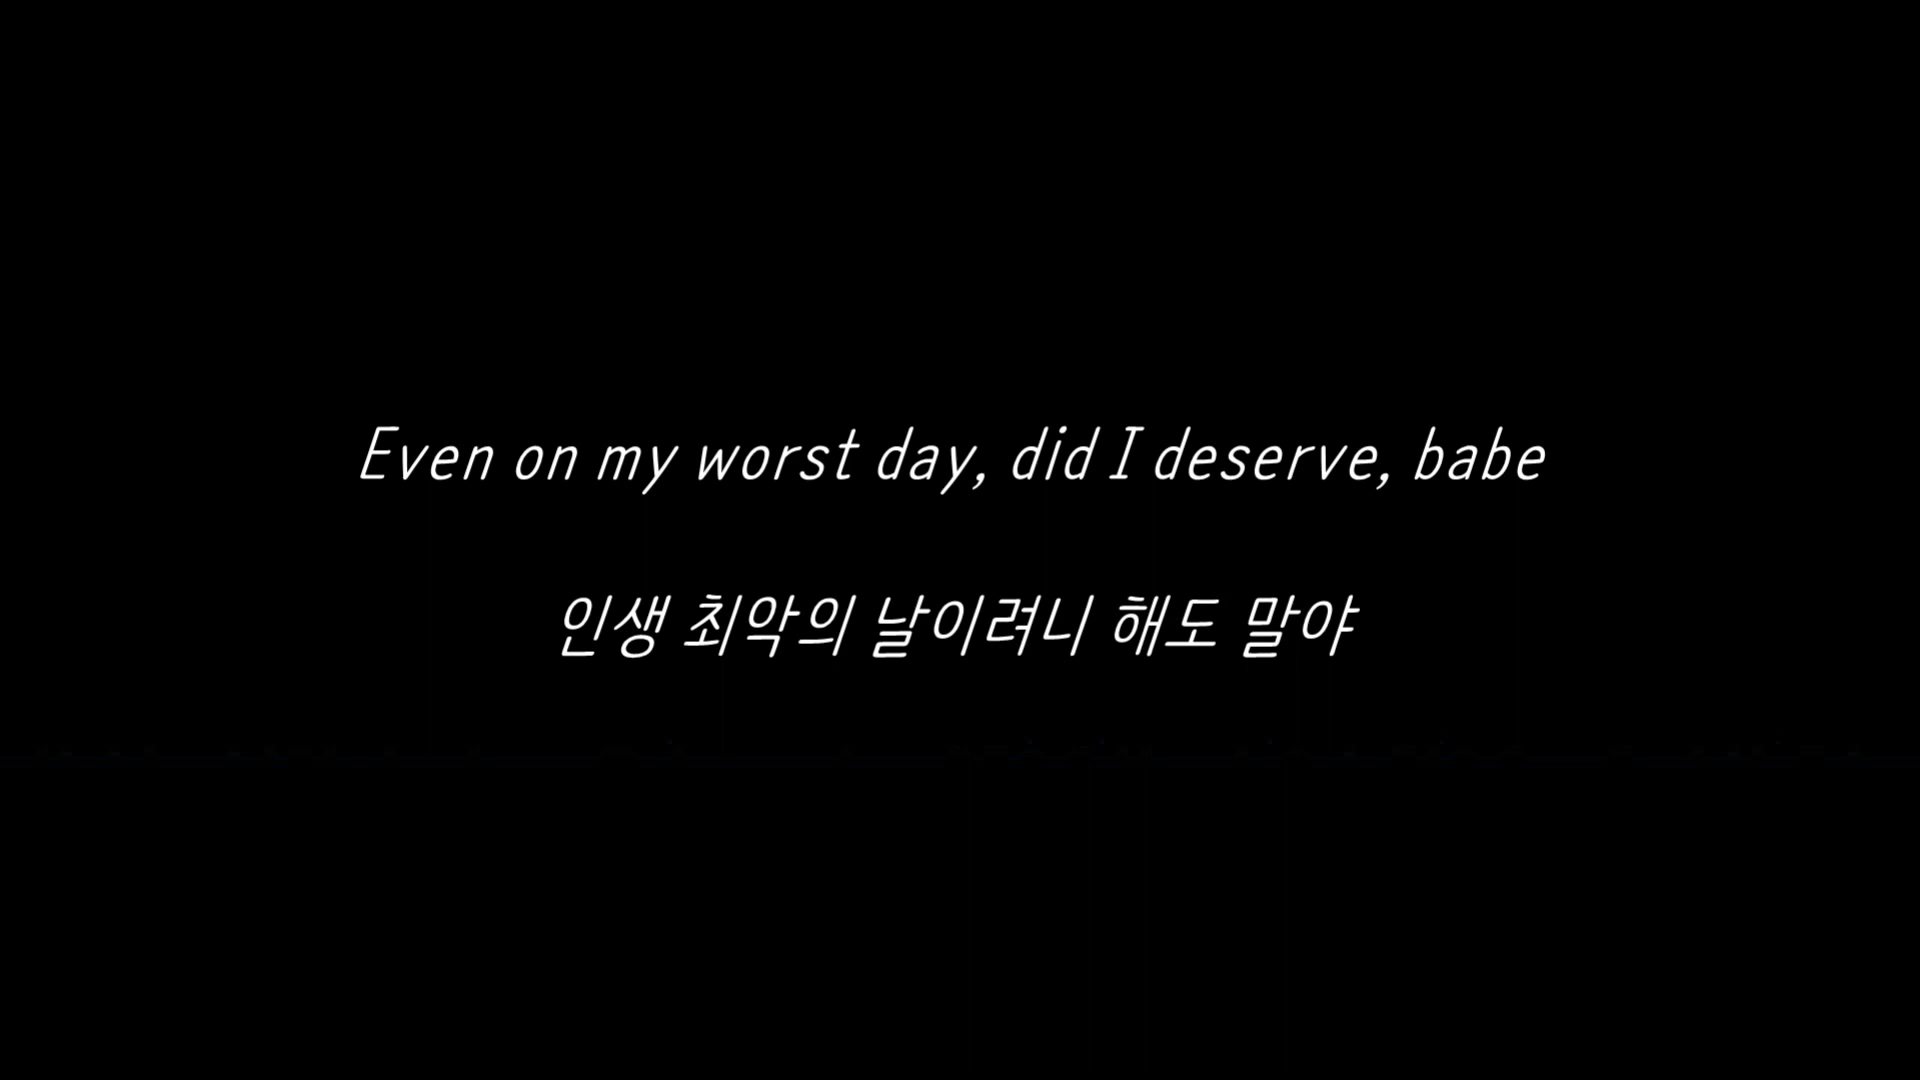 Even on my worst day, did I deserve, babe
인생 최악의 날이려니 해도 말야